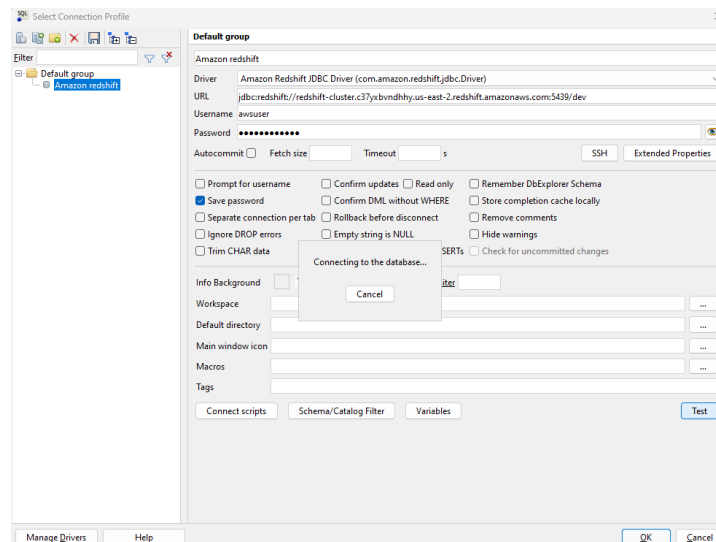 SQL Select Connection Profile
Filter
Default group
Amazon redshift
Default group
Amazon redshift
Driver Amazon Redshift JDBC Driver (com.amazon.redshift.jdbc.Driver)
URL jdbc:redshift://redshift-cluster.c37yxbvndhhy.us-east-2.redshift.amazonaws.com:5439/dev
Username awsuser
Password ●●●●●●●●●●●●
Autocommit Fetch size Timeout s SSH Extended Properties
Prompt for username Confirm updates Read only Remember DbExplorer Schema
Save password Confirm DML without WHERE Store completion cache locally
Separate connection per tab Rollback before disconnect Remove comments
Ignore DROP errors Empty string is NULL Hide warnings
Trim CHAR data SERTs Check for uncommitted changes
Connecting to the database...
Cancel
Info Background iter
Workspace ...
Default directory ...
Main window icon ...
Macros ...
Tags
Connect scripts Schema/Catalog Filter Variables Test
Manage Drivers Help OK Cancel